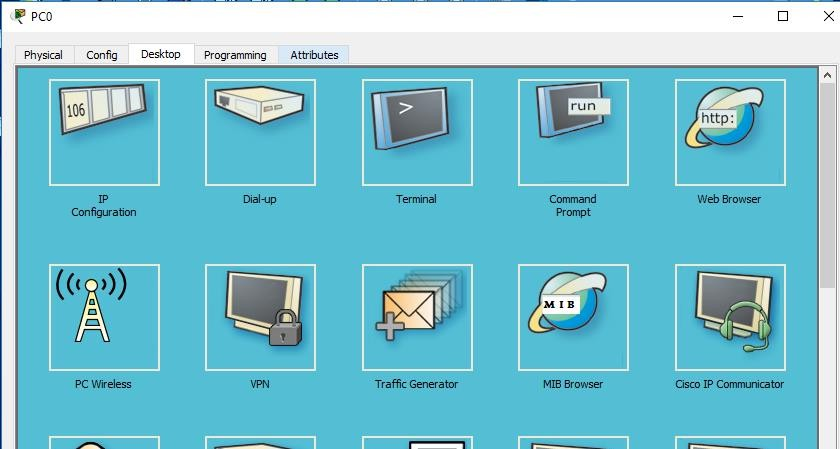 PC0
Physical Config Desktop Programming Attributes
106
>
run
http:
IP
Configuration
Dial-up
Terminal
Command
Prompt
Web Browser
MIB
PC Wireless
VPN
Traffic Generator
MIB Browser
Cisco IP Communicator